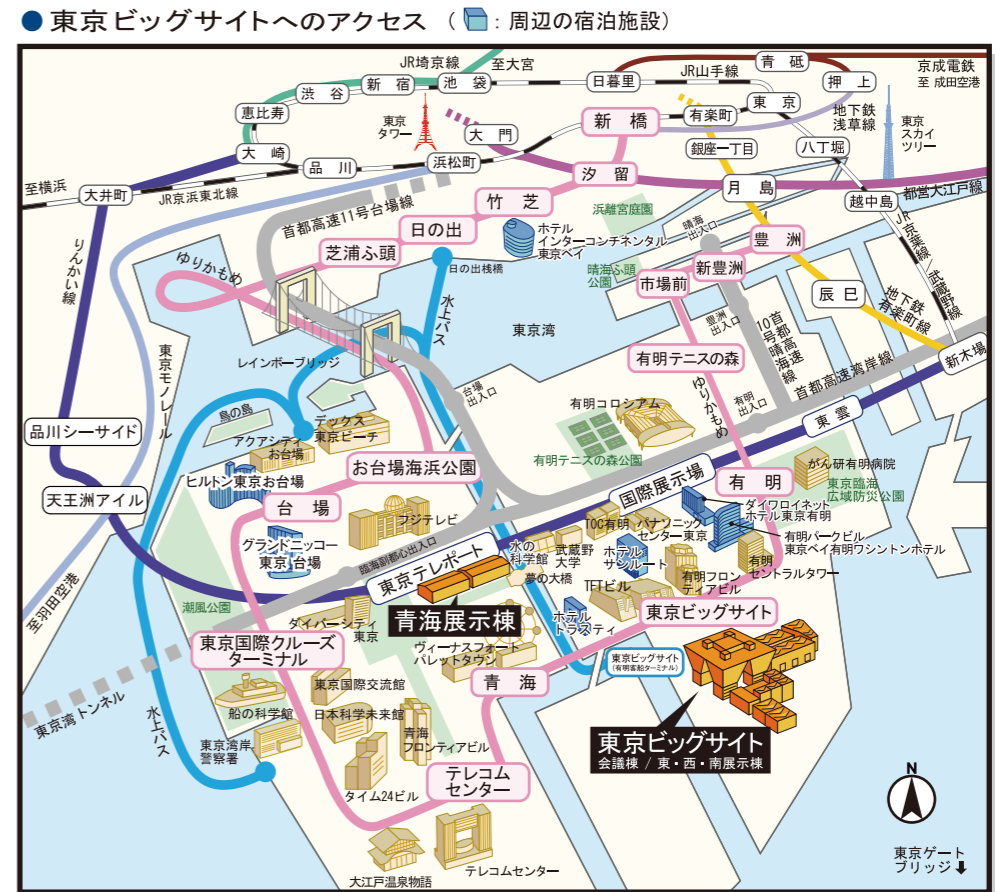 ● 東京ビッグサイトへのアクセス （ : 周辺の宿泊施設）
JR埼京線
至大宮
青 砥
京成電鉄
至 成田空港
新 宿
池 袋
日暮里
JR山手線
渋 谷
押 上
恵比寿
東京
タワー
大 門
新 橋
有楽町
東 京
地下鉄
浅草線
東京
スカイ
ツリー
大 崎
品 川
浜松町
銀座一丁目
八丁堀
至横浜
大井町
JR京浜東北線
汐 留
月 島
都営大江戸線
越中島
首都高速11号台場線
竹 芝
浜離宮庭園
JR京葉線／武蔵野線
りんかい線
日の出
ホテル
インターコンチネンタル
東京ベイ
晴海
出入口
豊 洲
芝浦ふ頭
ゆりかもめ
日の出桟橋
晴海ふ頭
公園
新豊洲
市場前
辰 巳
地下鉄
有楽町線
水上バス
東京湾
豊洲
出入口
首都高速
10号晴海線
東京モノレール
レインボーブリッジ
有明テニスの森
首都高速湾岸線
新木場
台場
出入口
ゆりかもめ
有明
出入口
鳥の島
デックス
東京ビーチ
有明コロシアム
東 雲
品川シーサイド
アクアシティ
お台場
お台場海浜公園
有明テニスの森公園
がん研有明病院
ヒルトン東京お台場
国際展示場
有 明
東京臨海
広域防災公園
天王洲アイル
台 場
フジテレビ
ダイワロイネット
ホテル東京有明
TOC有明
パナソニック
センター東京
有明パークビル
東京ベイ有明ワシントンホテル
グランドニッコー
東京 台場
臨海副都心出入口
東京テレポート
水の
科学館
武蔵野
大学
ホテル
サンルート
有明
セントラルタワー
至羽田空港
夢の大橋
有明フロン
ティアビル
潮風公園
青海展示棟
TFTビル
ダイバーシティ
東京
ホテル
トラスティ
東京ビッグサイト
東京国際クルーズ
ターミナル
ヴィーナスフォート
パレットタウン
東京ビッグサイト
(有明客船ターミナル)
東京国際交流館
青 海
東京湾トンネル
水上バス
船の科学館
日本科学未来館
青海
フロンティアビル
東京ビッグサイト
会議棟 / 東・西・南展示棟
東京湾岸
警察署
テレコム
センター
タイム24ビル
N
東京ゲート
ブリッジ⬇
大江戸温泉物語
テレコムセンター